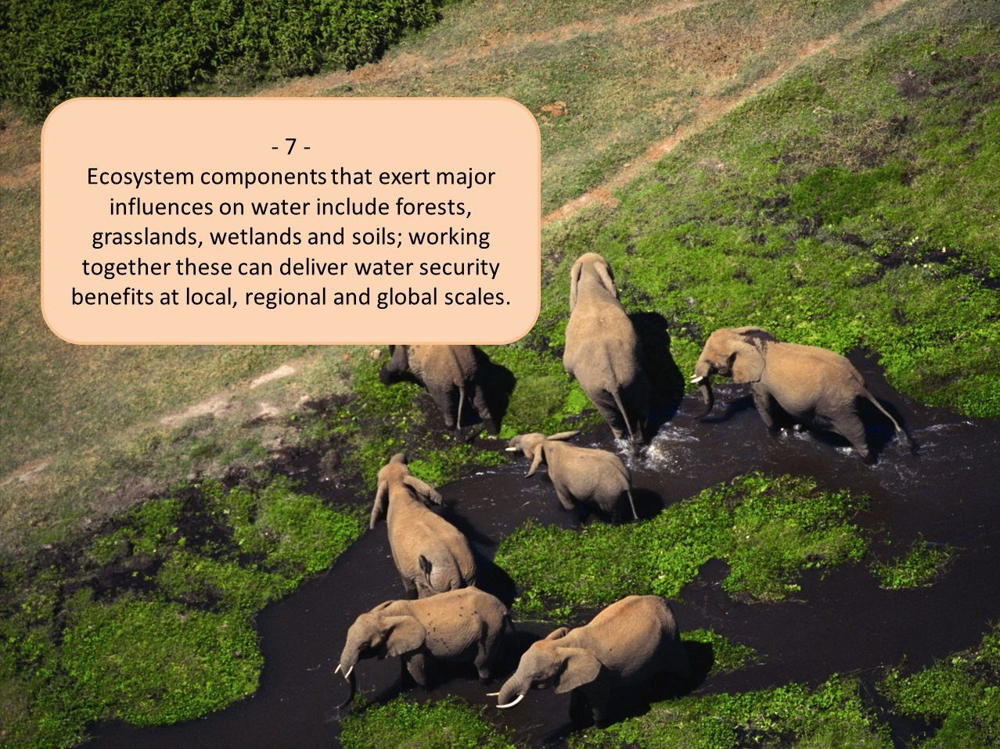 - 7 -
Ecosystem components that exert major
influences on water include forests,
grasslands, wetlands and soils; working
together these can deliver water security
benefits at local, regional and global scales.